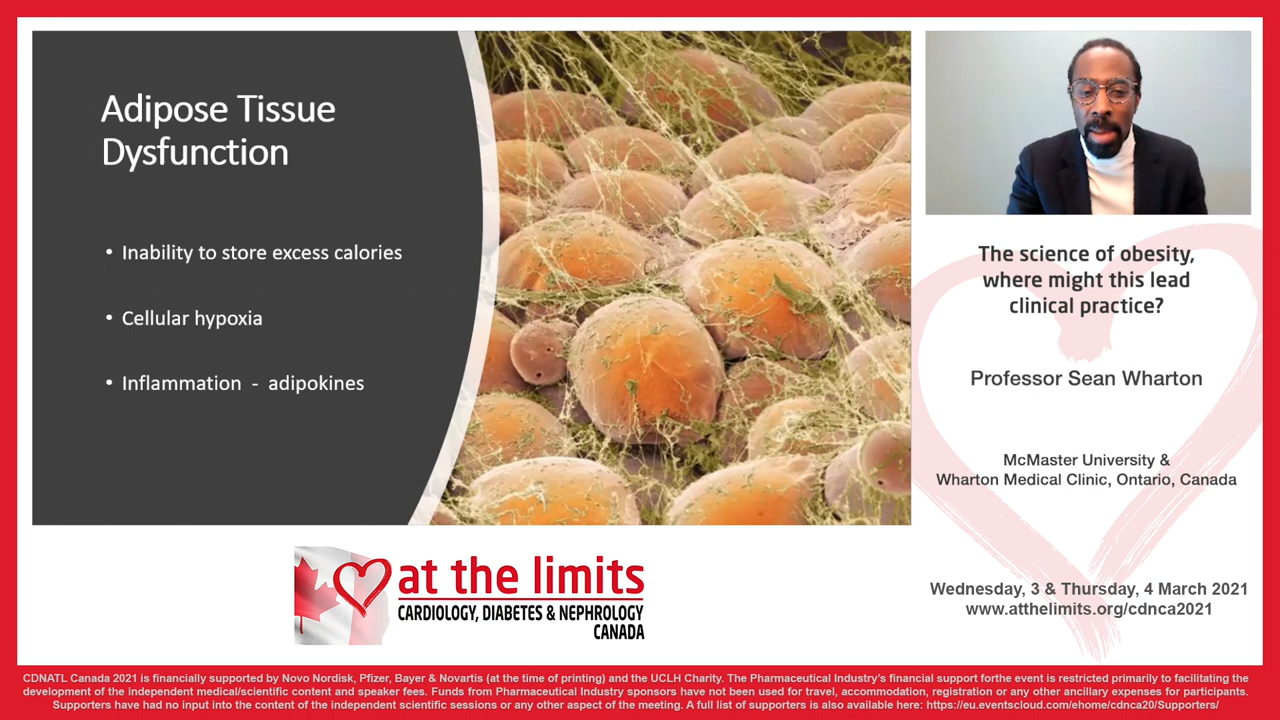 Adipose Tissue
Dysfunction
• Inability to store excess calories
• Cellular hypoxia
• Inflammation - adipokines
The science of obesity,
where might this lead
clinical practice?
Professor Sean Wharton
McMaster University &
Wharton Medical Clinic, Ontario, Canada
at the limits
CARDIOLOGY, DIABETES & NEPHROLOGY
CANADA
Wednesday, 3 & Thursday, 4 March 2021
www.atthelimits.org/cdnca2021
CDNATL Canada 2021 is financially supported by Novo Nordisk, Pfizer, Bayer & Novartis (at the time of printing) and the UCLH Charity. The Pharmaceutical Industry's financial support forthe event is restricted primarily to facilitating the
development of the independent medical/scientific content and speaker fees. Funds from Pharmaceutical Industry sponsors have not been used for travel, accommodation, registration or any other ancillary expenses for participants.
Supporters have had no input into the content of the independent scientific sessions or any other aspect of the meeting. A full list of supporters is also available here: https://eu.eventscloud.com/ehome/cdnca20/Supporters/